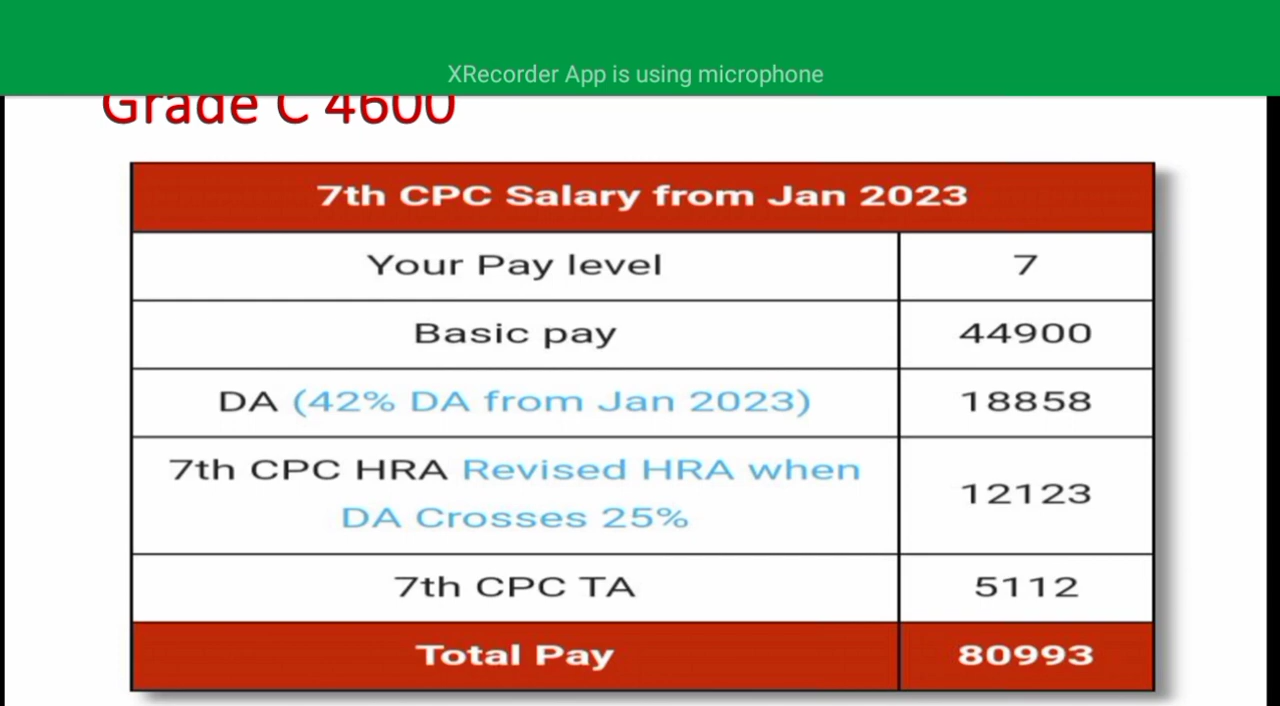 XRecorder App is using microphone
Grade C 4600
7th CPC Salary from Jan 2023
Your Pay level 7
Basic pay 44900
DA (42% DA from Jan 2023) 18858
7th CPC HRA Revised HRA when
DA Crosses 25% 12123
7th CPC TA 5112
Total Pay 80993